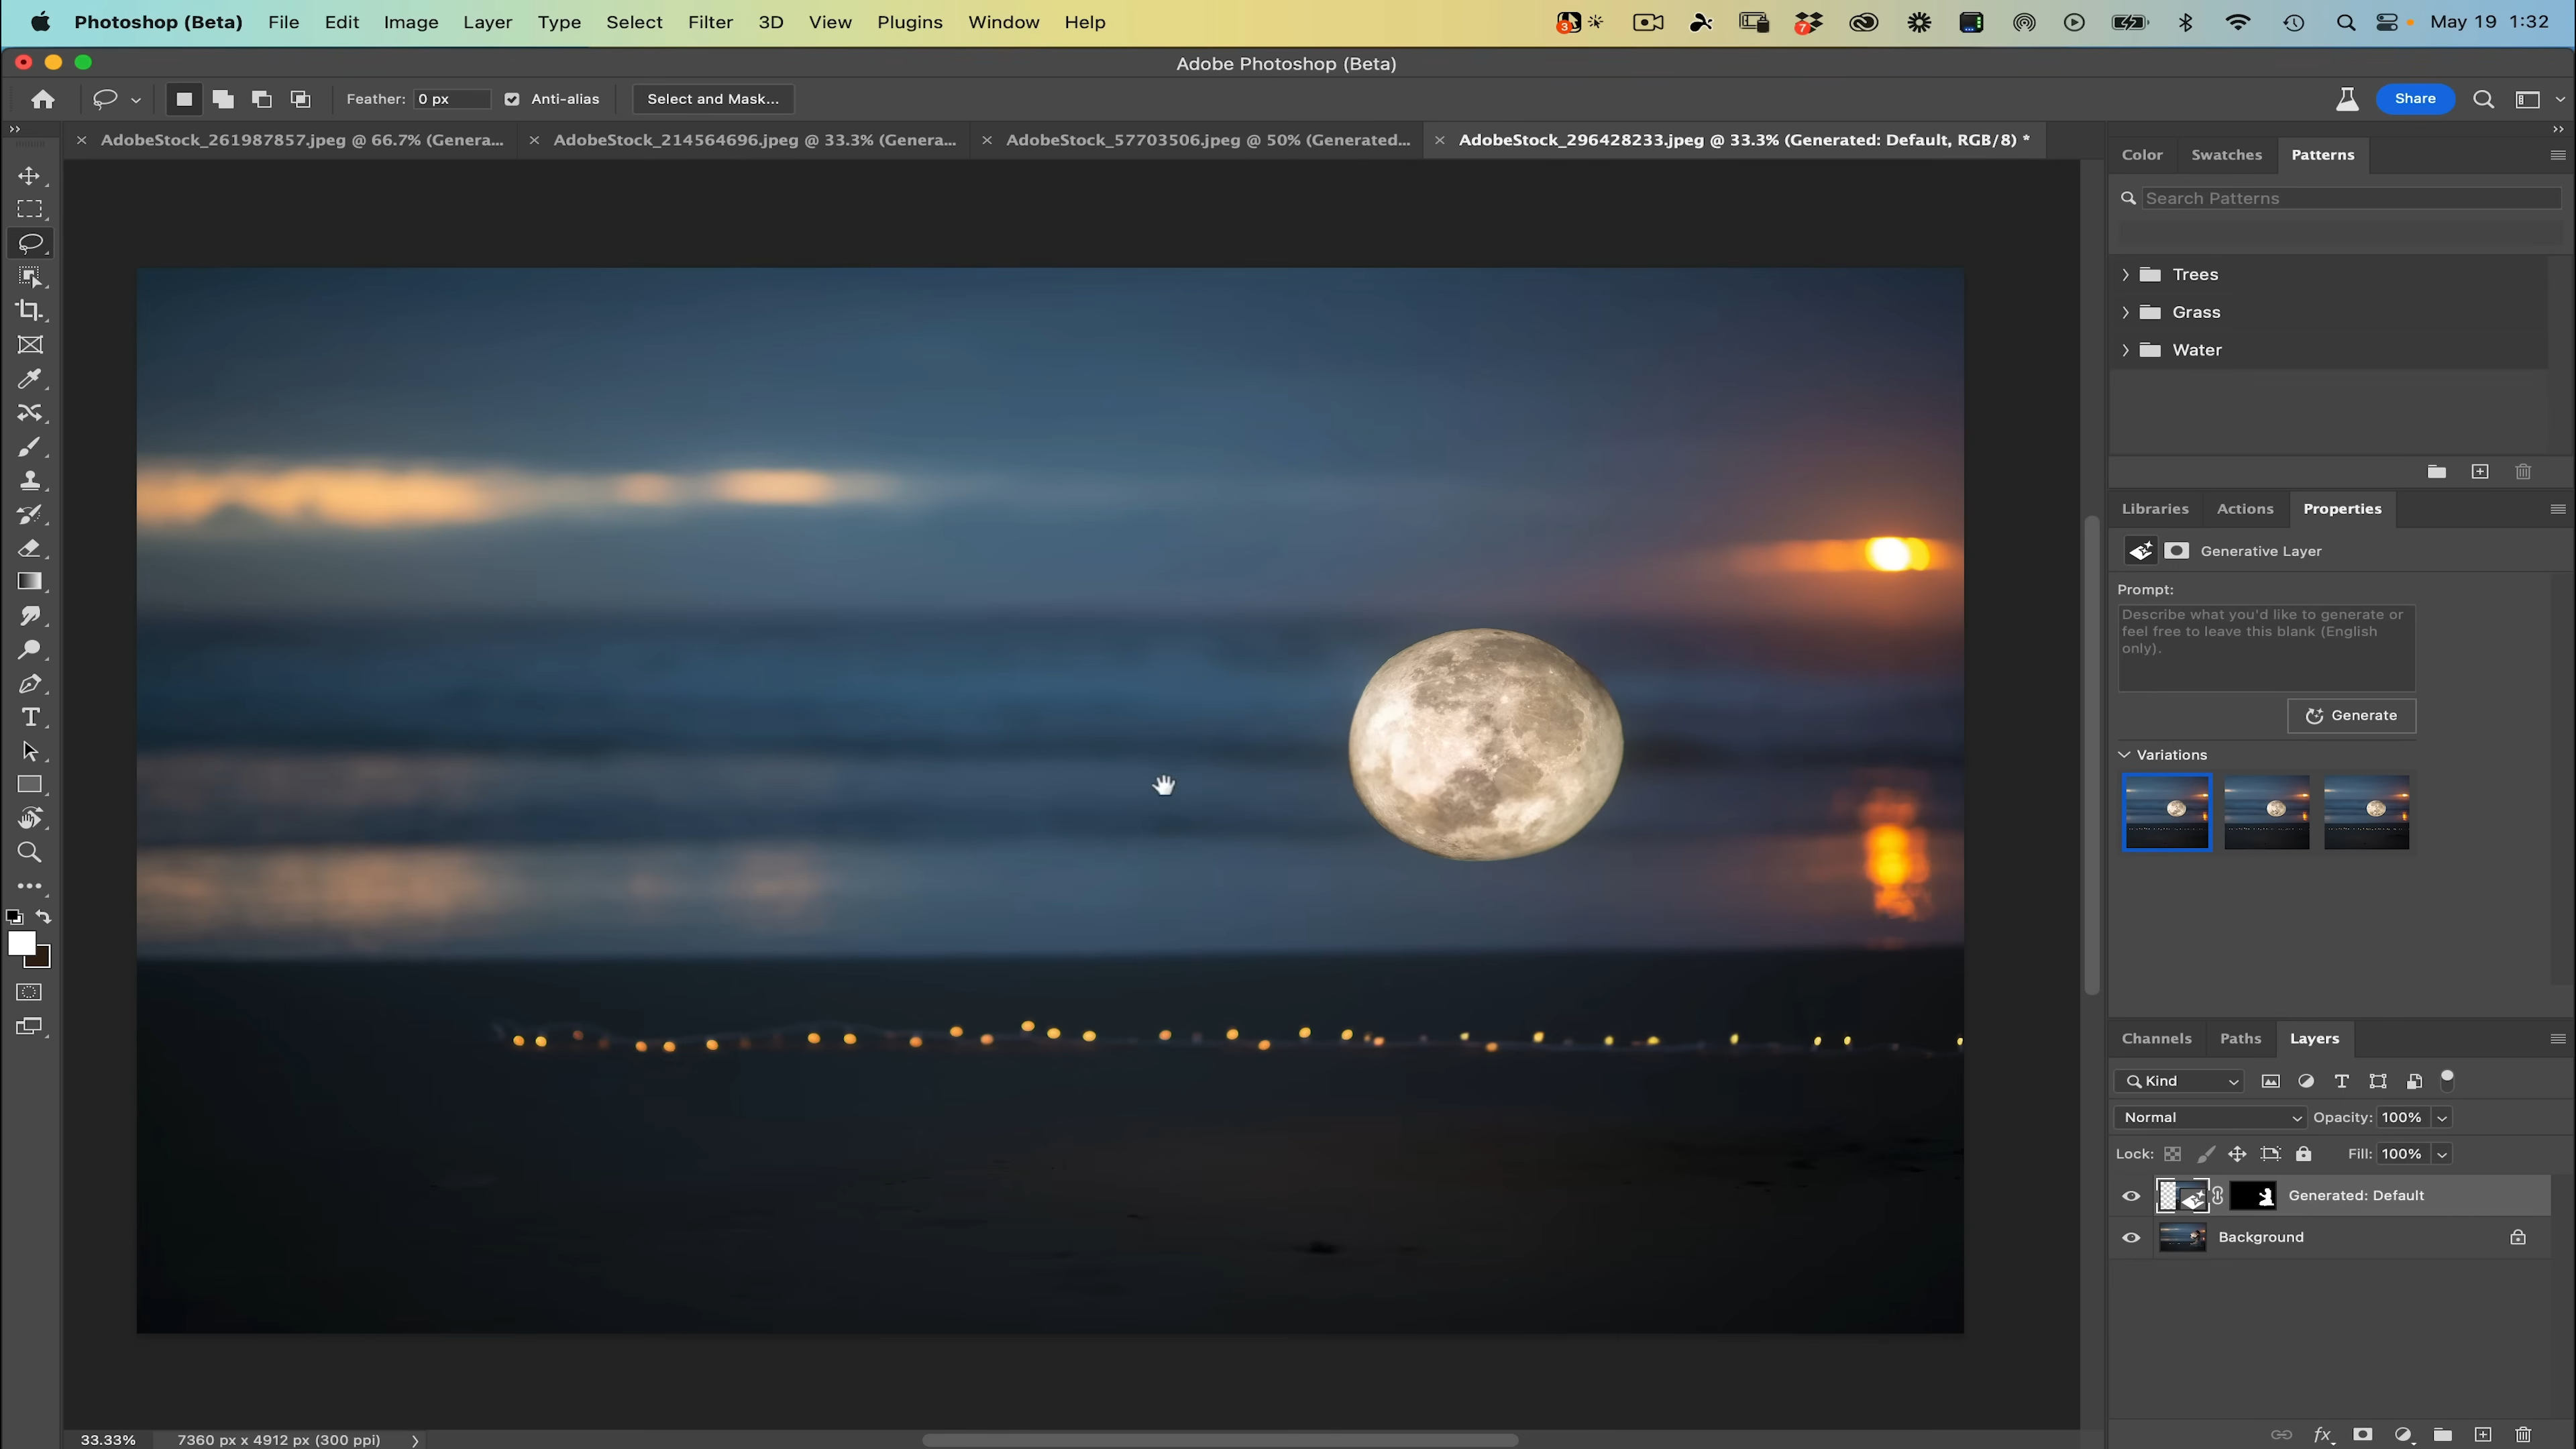 Photoshop (Beta) File Edit Image Layer Type Select Filter 3D View Plugins Window Help 3 7 May 19 1:32
Adobe Photoshop (Beta)
Feather: 0 px Anti-alias Select and Mask... Share
AdobeStock_261987857.jpeg @ 66.7% (Genera... AdobeStock_214564696.jpeg @ 33.3% (Genera... AdobeStock_57703506.jpeg @ 50% (Generated... AdobeStock_296428233.jpeg @ 33.3% (Generated: Default, RGB/8) *
Color Swatches Patterns
Search Patterns
Trees
Grass
Water
Libraries Actions Properties
Generative Layer
Prompt:
Describe what you'd like to generate or
feel free to leave this blank (English
only).
Generate
Variations
Channels Paths Layers
Kind
Normal Opacity: 100%
Lock: Fill: 100%
Generated: Default
Background
33.33% 7360 px x 4912 px (300 ppi)